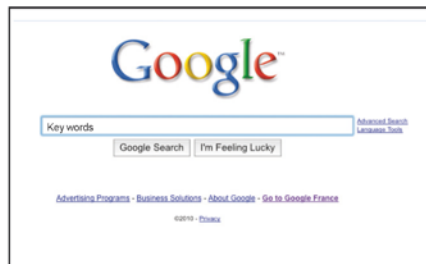 Google™
Key words
Advanced Search
Language Tools
Google Search I'm Feeling Lucky
Advertising Programs - Business Solutions - About Google - Go to Google France
©2010 - Privacy